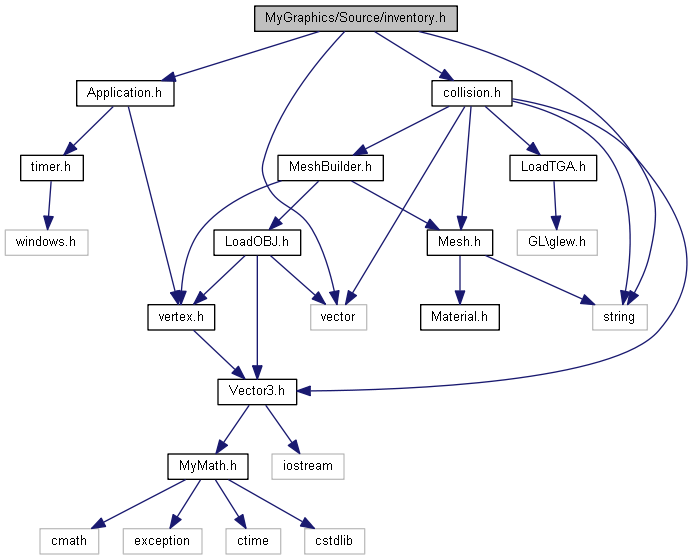 MyGraphics/Source/inventory.h
Application.h
collision.h
timer.h
MeshBuilder.h
LoadTGA.h
windows.h
LoadOBJ.h
Mesh.h
GL\glew.h
vertex.h
vector
Material.h
string
Vector3.h
MyMath.h
iostream
cmath
exception
ctime
cstdlib